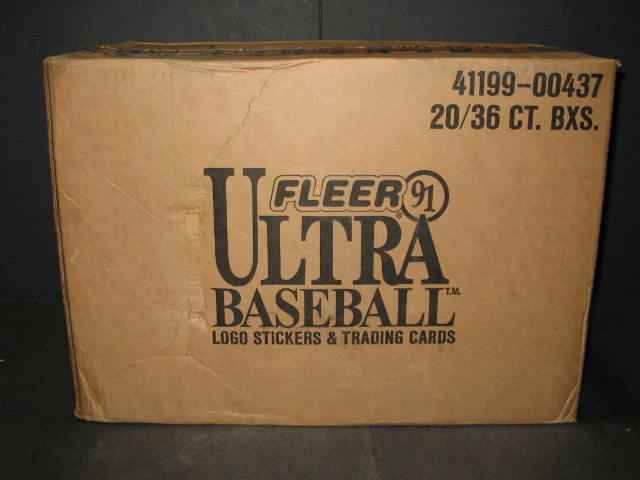 41199-00437
20/36 CT. BXS.
FLEER® 91
ULTRA
BASEBALL T.M.
LOGO STICKERS & TRADING CARDS